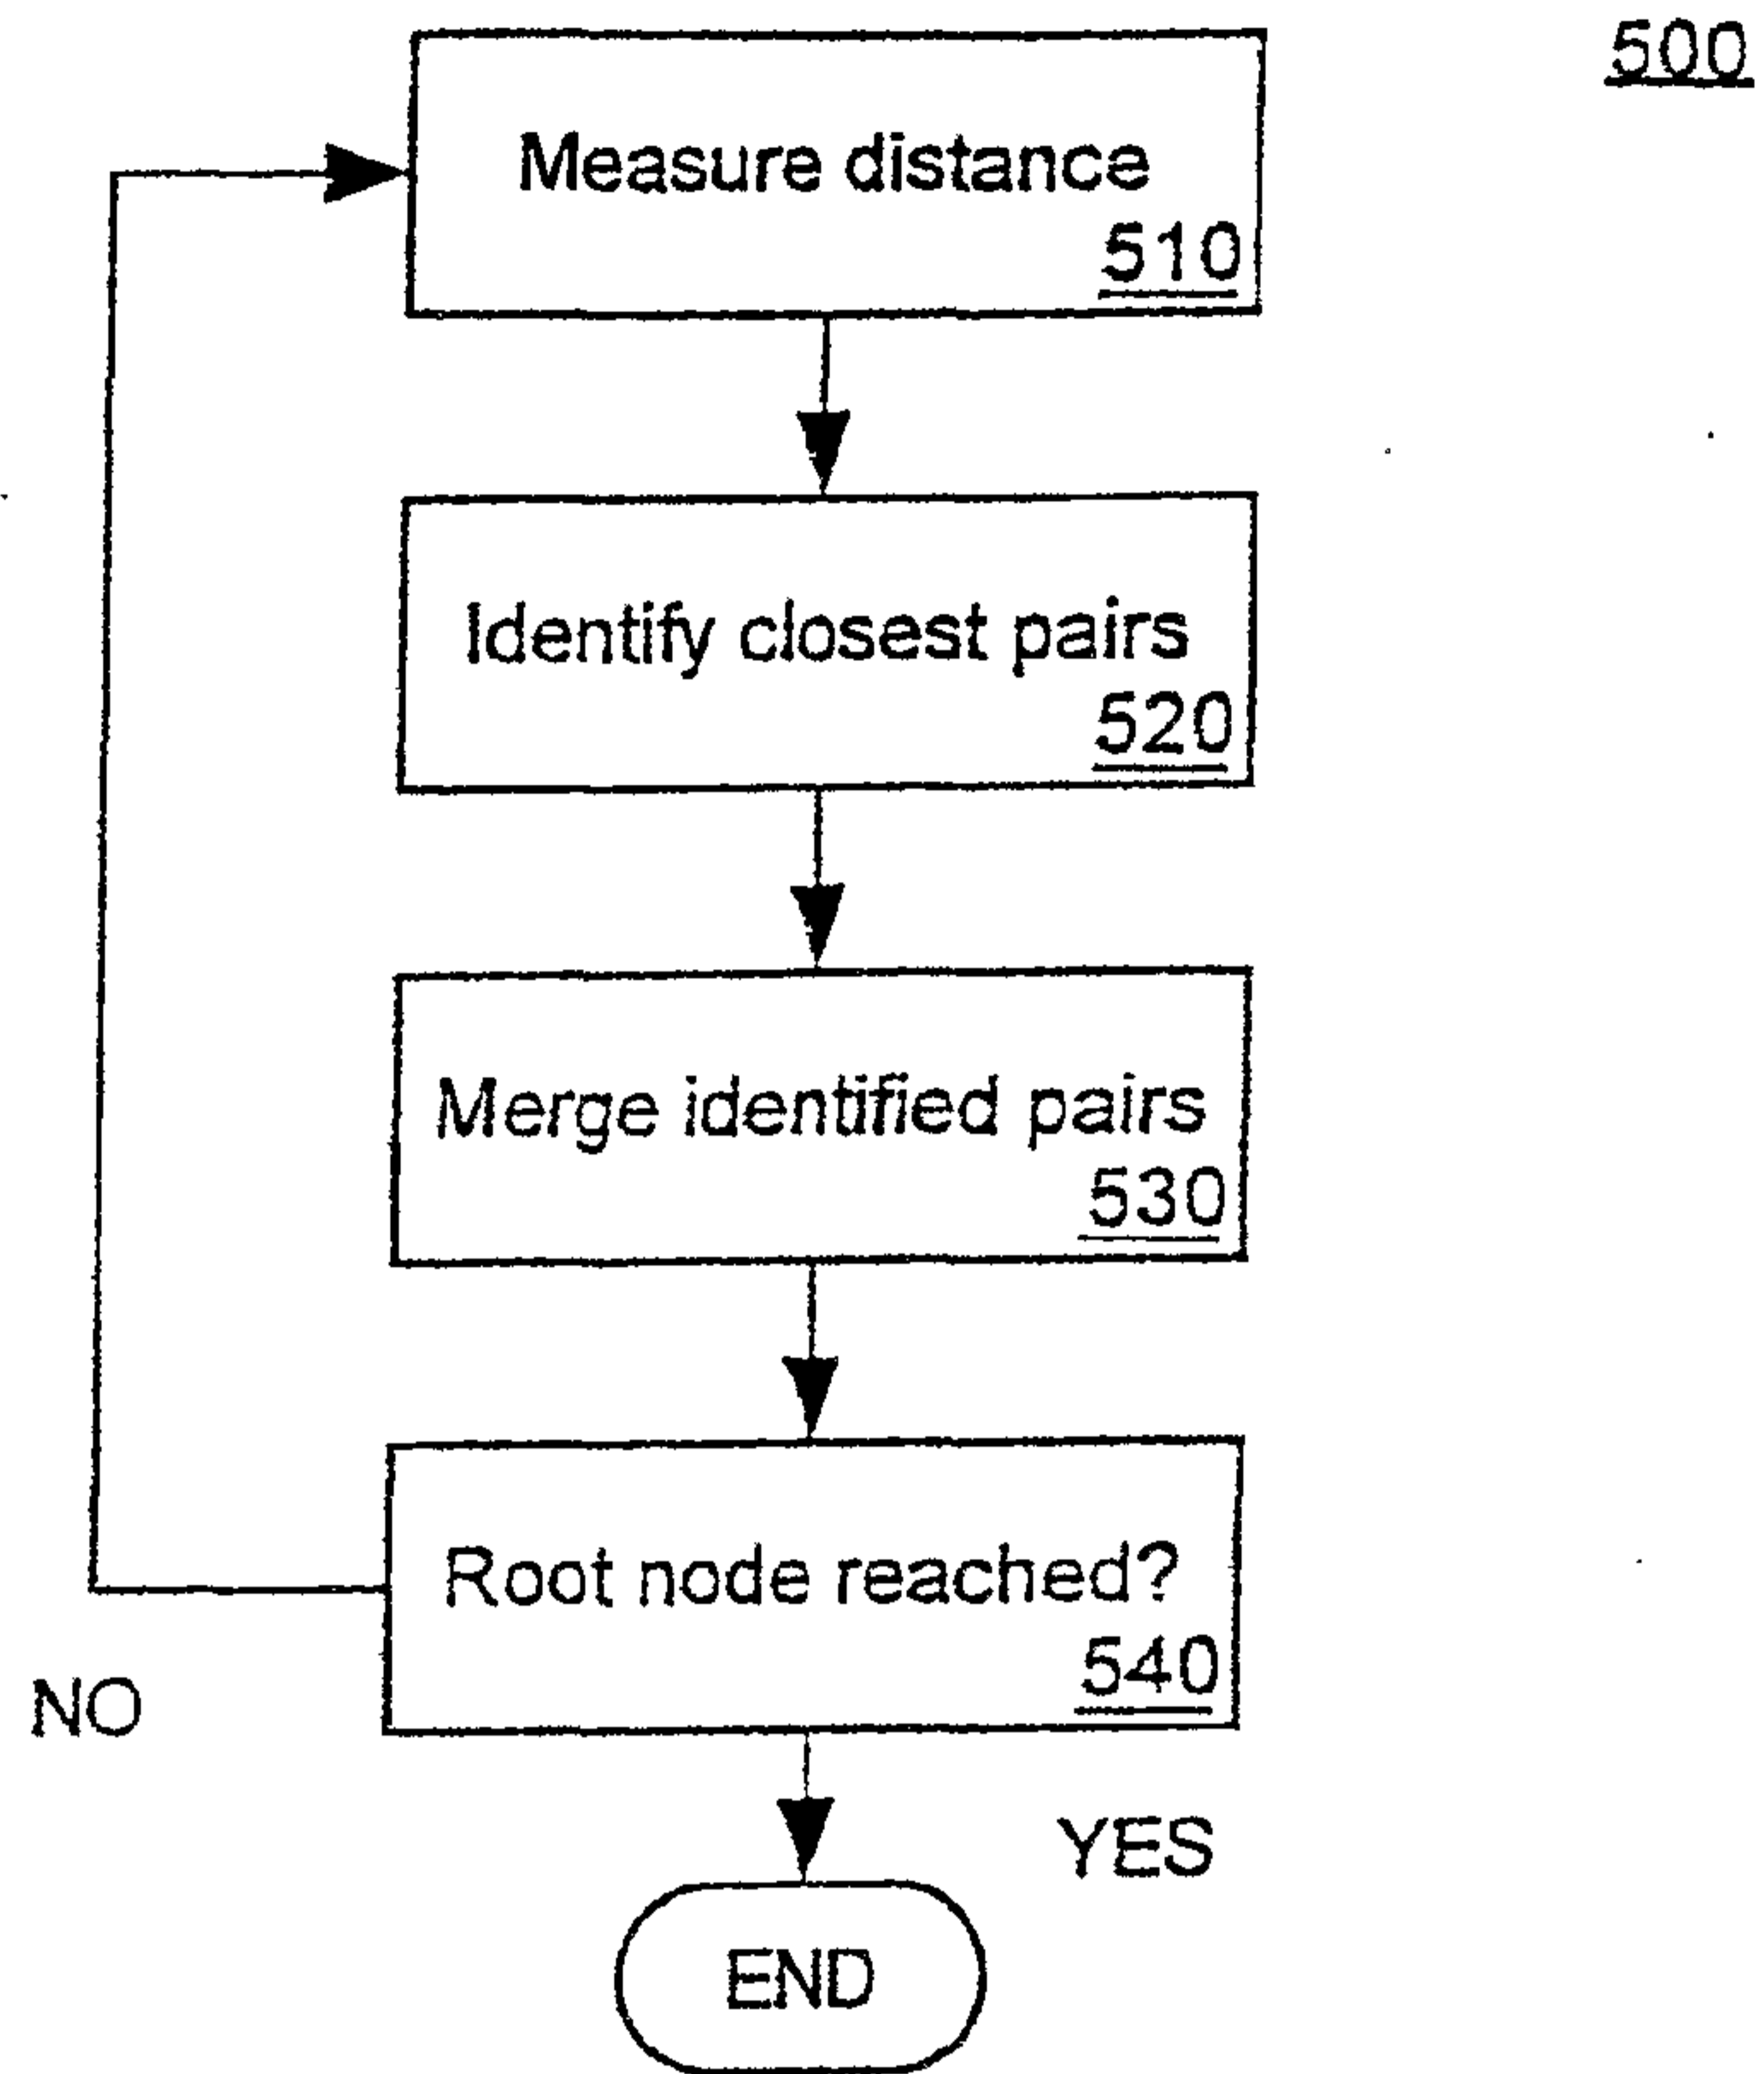 500
Measure distance
510
Identify closest pairs
520
Merge identified pairs
530
Root node reached?
540
NO
YES
END